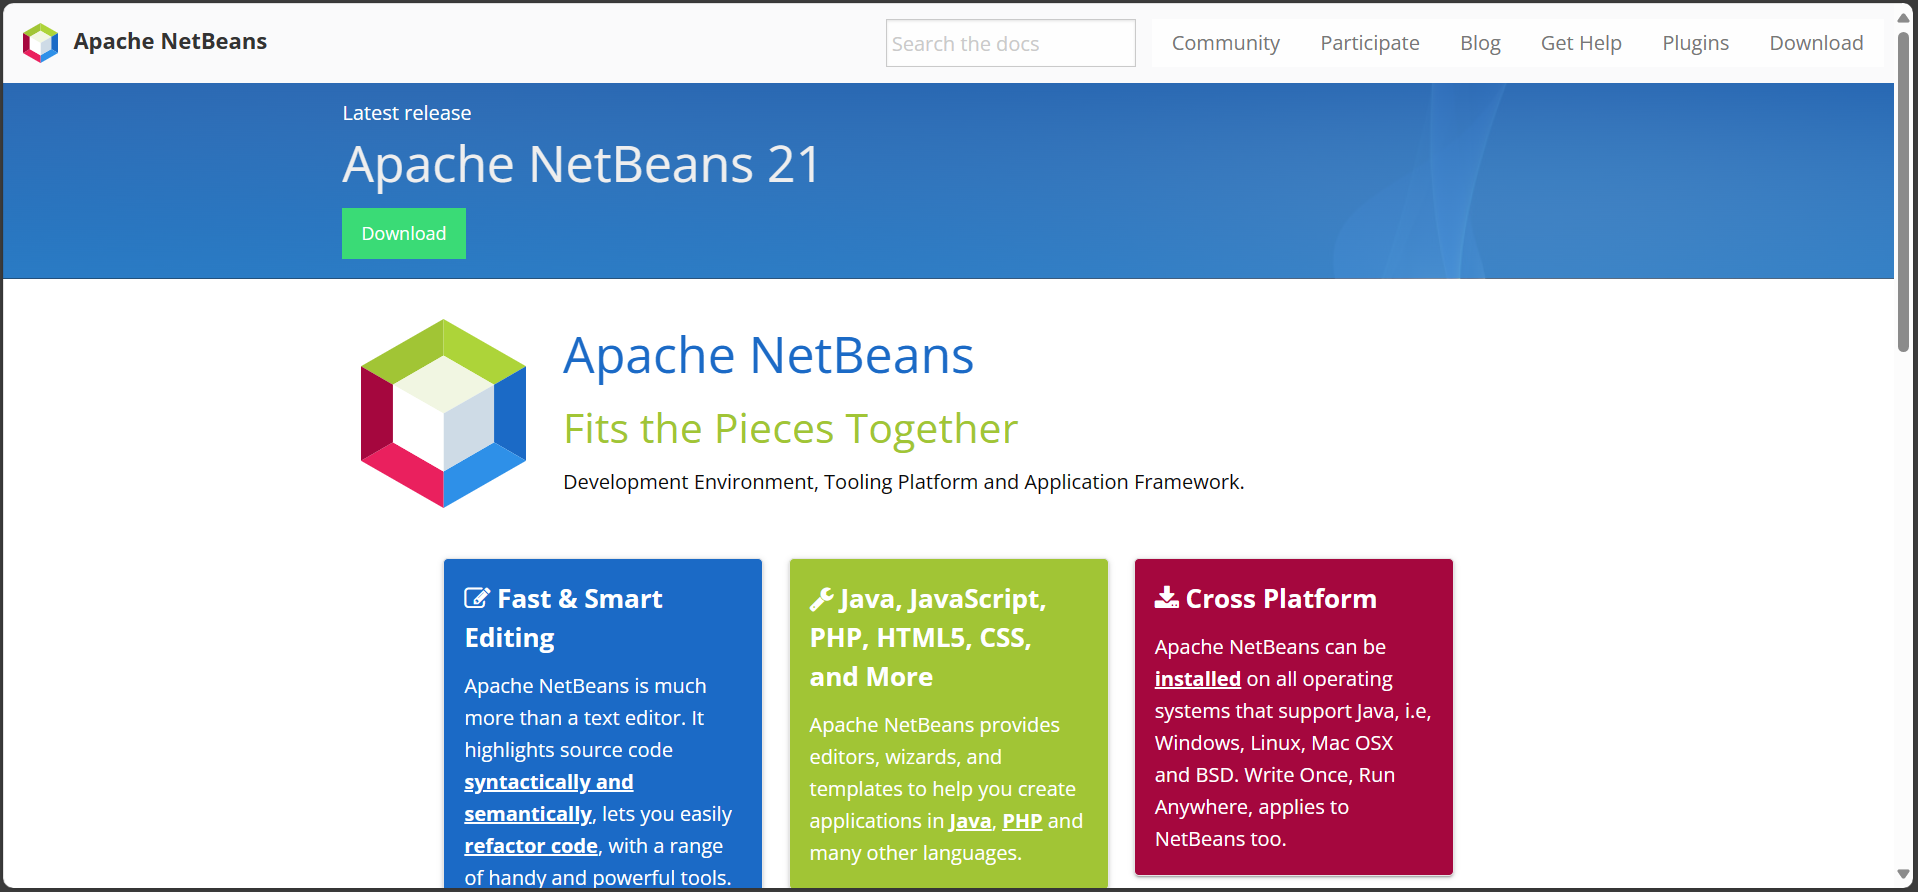 Apache NetBeans
Search the docs
Community
Participate
Blog
Get Help
Plugins
Download
Latest release
Apache NetBeans 21
Download
Apache NetBeans
Fits the Pieces Together
Development Environment, Tooling Platform and Application Framework.
Fast & Smart
Editing
Apache NetBeans is much
more than a text editor. It
highlights source code
syntactically and
semantically, lets you easily
refactor code, with a range
of handy and powerful tools.
Java, JavaScript,
PHP, HTML5, CSS,
and More
Apache NetBeans provides
editors, wizards, and
templates to help you create
applications in Java, PHP and
many other languages.
Cross Platform
Apache NetBeans can be
installed on all operating
systems that support Java, i.e,
Windows, Linux, Mac OSX
and BSD. Write Once, Run
Anywhere, applies to
NetBeans too.